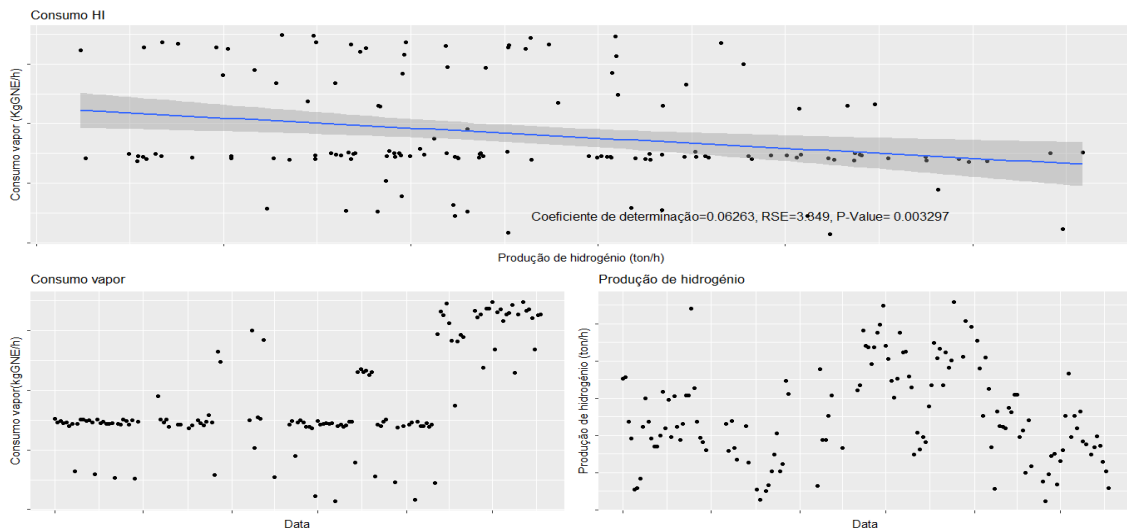 Consumo HI
Consumo vapor (KgGNE/h)
Coeficiente de determinação=0.06263, RSE=3.849, P-Value= 0.003297
Produção de hidrogénio (ton/h)
Consumo vapor
Consumo vapor(kgGNE/h)
Data
Produção de hidrogénio
Produção de hidrogénio (ton/h)
Data